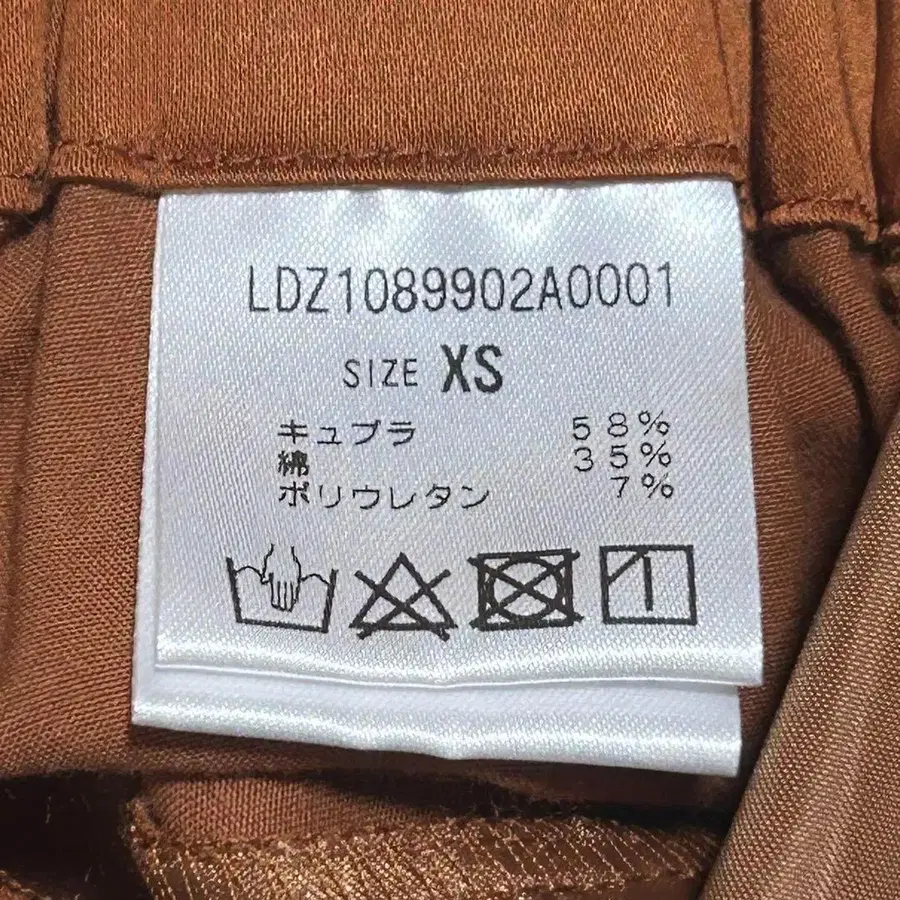 LDZ1089902A0001
SIZE XS
キュプラ 58%
綿 35%
ポリウレタン 7%